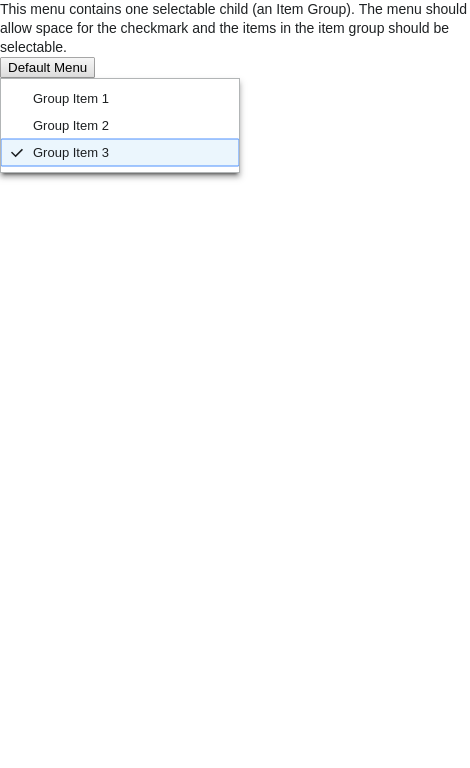 This menu contains one selectable child (an Item Group). The menu should
allow space for the checkmark and the items in the item group should be
selectable.
Default Menu
Group Item 1
Group Item 2
Group Item 3